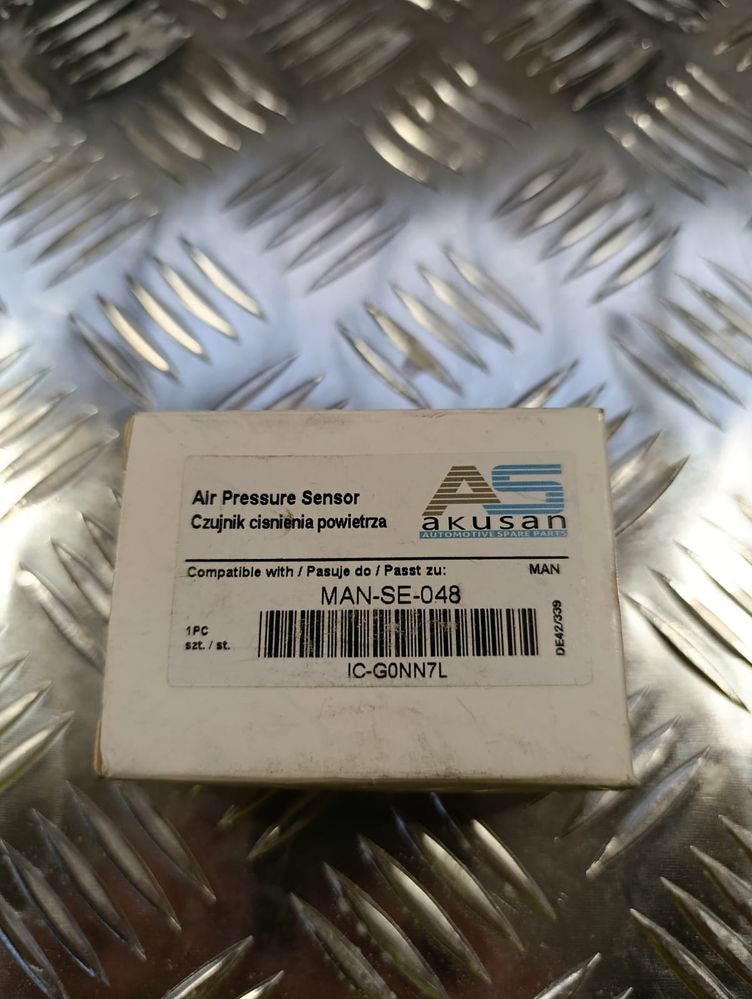 Air Pressure Sensor
Czujnik cisnienia powietrza
AS
akusan
AUTOMOTIVE SPARE PARTS
Compatible with / Pasuje do / Passt zu: MAN
MAN-SE-048
1PC
szt. / st.
IC-G0NN7L
DE42/339